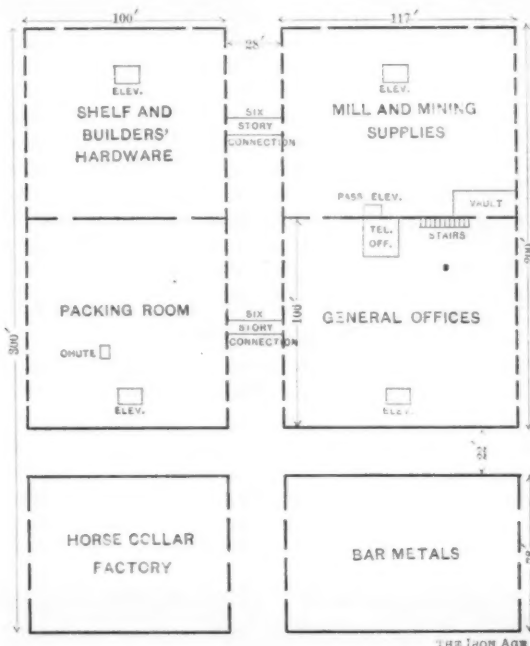 100′
117′
28′
ELEV.
SHELF AND
BUILDERS'
HARDWARE
ELEV.
MILL AND MINING
SUPPLIES
SIX
STORY
CONNECTION
PASS ELEV.
VAULT
TEL.
OFF.
STAIRS
200′
PACKING ROOM
CHUTE
ELEV.
300′
SIX
STORY
CONNECTION
100′
GENERAL OFFICES
ELEV.
HORSE COLLAR
FACTORY
BAR METALS
THE IRON AGE